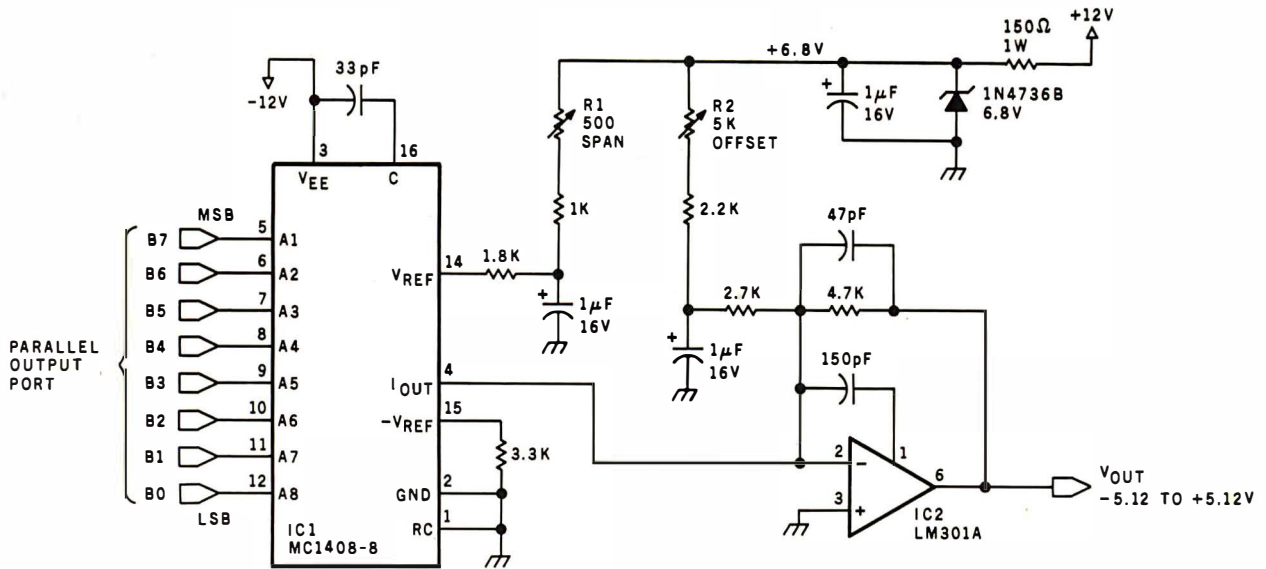 +12V
150Ω
1W
+6.8V
33pF
-12V
+
1μF
16V
1N4736B
6.8V
R1
500
SPAN
R2
5K
OFFSET
3
16
VEE
C
1K
2.2K
47pF
MSB
B7
5
A1
B6
6
A2
VREF
14
1.8K
2.7K
4.7K
B5
7
A3
+
1μF
16V
B4
8
A4
+
1μF
16V
150pF
PARALLEL
OUTPUT
PORT
B3
9
A5
IOUT
4
B2
10
A6
-VREF
15
B1
11
A7
3.3K
2
-
1
B0
12
A8
GND
2
6
VOUT
-5.12 TO +5.12V
LSB
RC
1
3
+
IC2
LM301A
IC1
MC1408-8